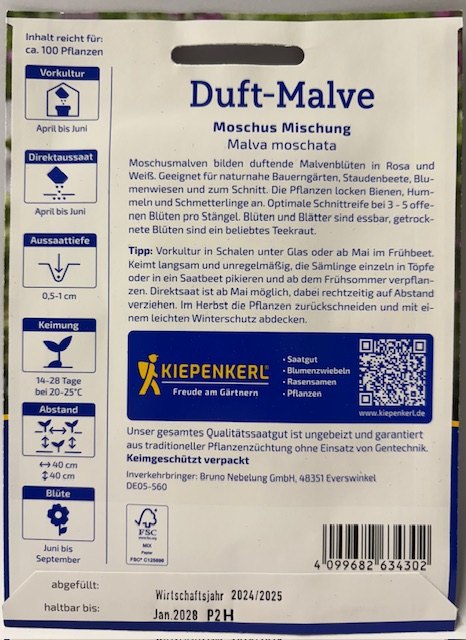 Inhalt reicht für:
ca. 100 Pflanzen
Vorkultur
April bis Juni
Direktaussaat
April bis Juni
Aussaattiefe
0,5-1 cm
Keimung
14-28 Tage
bei 20-25°C
Abstand
↔ 40 cm
↕ 40 cm
Blüte
Juni bis
September
Duft-Malve
Moschus Mischung
Malva moschata
Moschusmalven bilden duftende Malvenblüten in Rosa und
Weiß. Geeignet für naturnahe Bauerngärten, Staudenbeete, Blu-
menwiesen und zum Schnitt. Die Pflanzen locken Bienen, Hum-
meln und Schmetterlinge an. Optimale Schnittreife bei 3 - 5 offe-
nen Blüten pro Stängel. Blüten und Blätter sind essbar, getrock-
nete Blüten sind ein beliebtes Teekraut.
Tipp: Vorkultur in Schalen unter Glas oder ab Mai im Frühbeet.
Keimt langsam und unregelmäßig, die Sämlinge einzeln in Töpfe
oder in ein Saatbeet pikieren und ab dem Frühsommer verpflan-
zen. Direktsaat ist ab Mai möglich, dabei rechtzeitig auf Abstand
verziehen. Im Herbst die Pflanzen zurückschneiden und mit ei-
nem leichten Winterschutz abdecken.
KIEPENKERL®
Freude am Gärtnern
• Saatgut
• Blumenzwiebeln
• Rasensamen
• Pflanzen
www.kiepenkerl.de
Unser gesamtes Qualitätssaatgut ist ungebeizt und garantiert
aus traditioneller Pflanzenzüchtung ohne Einsatz von Gentechnik.
Keimgeschützt verpackt
Inverkehrbringer: Bruno Nebelung GmbH, 48351 Everswinkel
DE05-560
FSC
www.fsc.org
MIX
Papier
FSC® C125896
4 099682 634302
abgefüllt:
Wirtschaftsjahr 2024/2025
haltbar bis:
Jan.2028 P2H